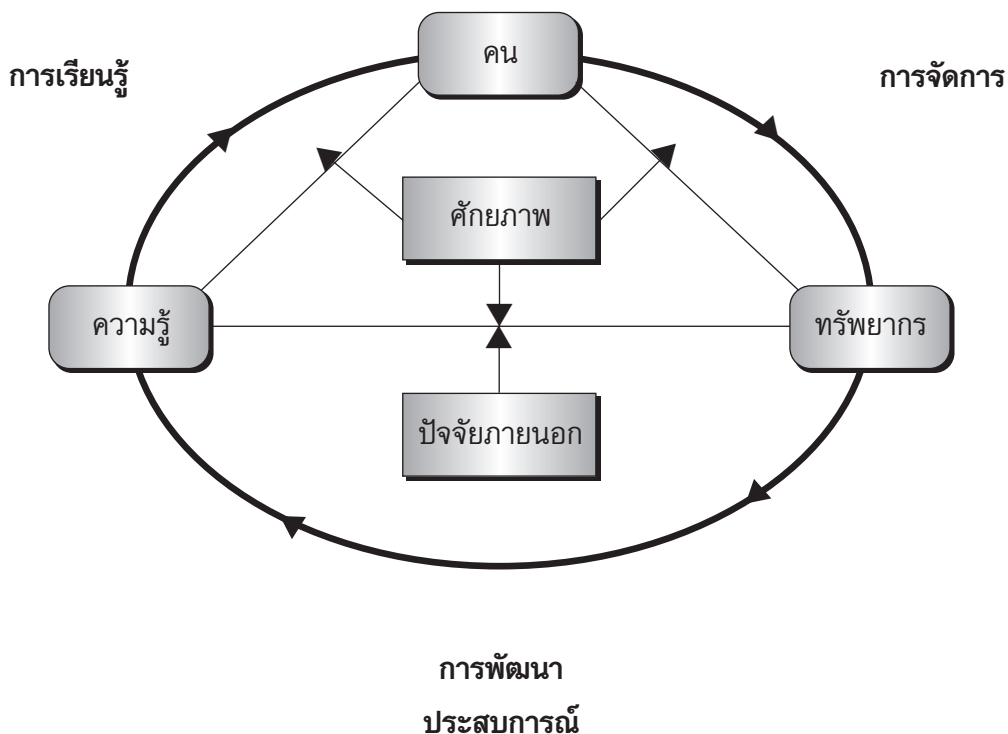 คน
การเรียนรู้
การจัดการ
ศักยภาพ
ความรู้
ทรัพยากร
ปัจจัยภายนอก
การพัฒนา
ประสบการณ์